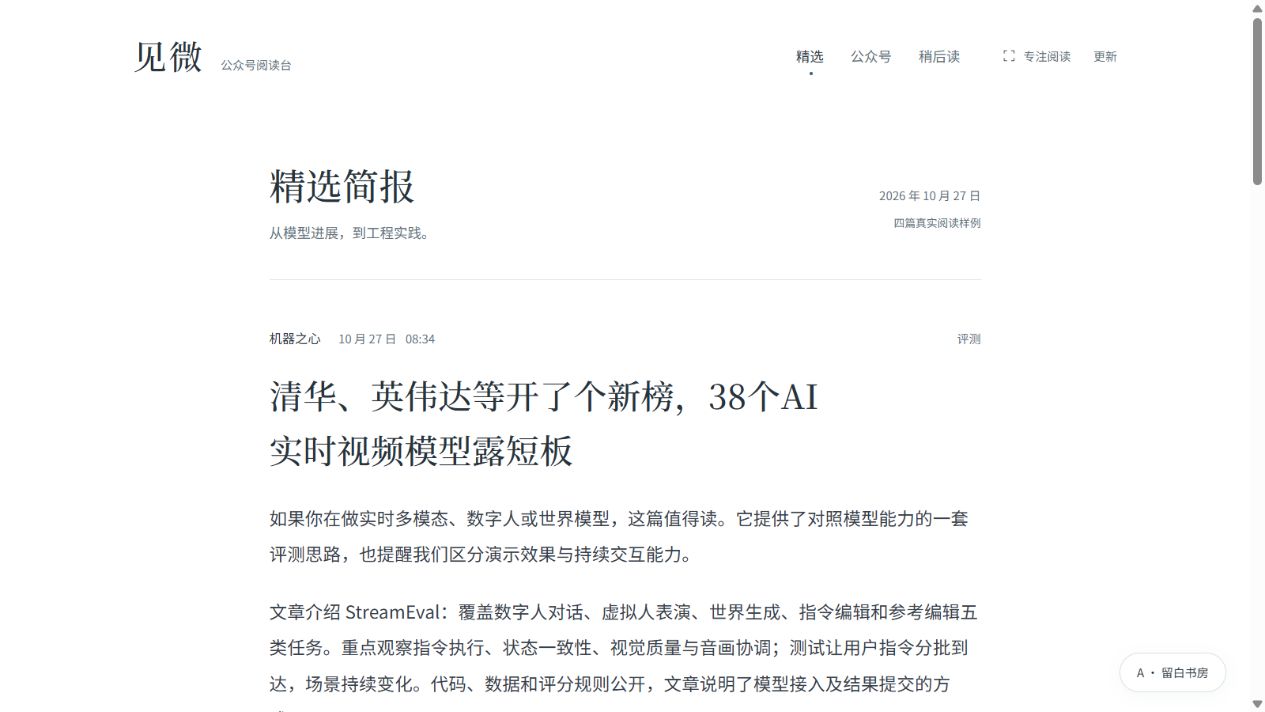 见微 公众号阅读台
精选 公众号 稍后读 专注阅读 更新
精选简报
2026 年 10 月 27 日
四篇真实阅读样例
从模型进展，到工程实践。
机器之心 10 月 27 日 08:34 评测
清华、英伟达等开了个新榜，38个AI
实时视频模型露短板
如果你在做实时多模态、数字人或世界模型，这篇值得读。它提供了对照模型能力的一套
评测思路，也提醒我们区分演示效果与持续交互能力。
文章介绍 StreamEval：覆盖数字人对话、虚拟人表演、世界生成、指令编辑和参考编辑五
类任务。重点观察指令执行、状态一致性、视觉质量与音画协调；测试让用户指令分批到
达，场景持续变化。代码、数据和评分规则公开，文章说明了模型接入及结果提交的方
A · 留白书房